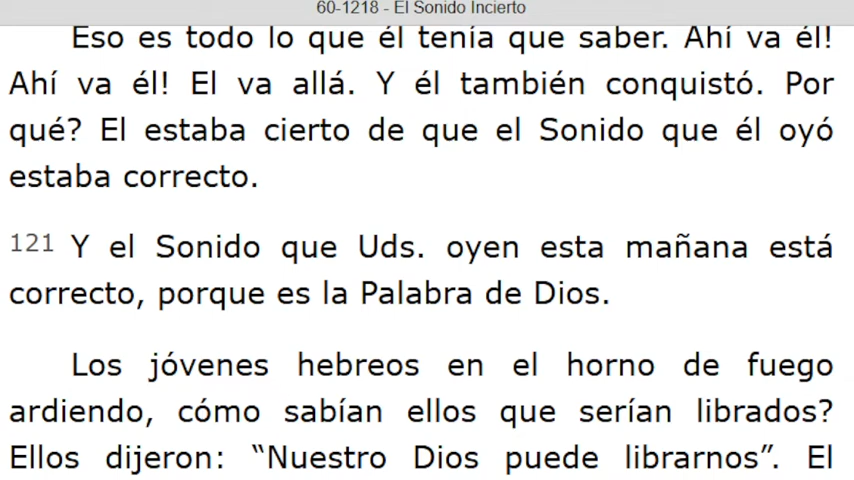 60-1218 - El Sonido Incierto
Eso es todo lo que él tenía que saber. Ahí va él!
Ahí va él! El va allá. Y él también conquistó. Por
qué? El estaba cierto de que el Sonido que él oyó
estaba correcto.
121 Y el Sonido que Uds. oyen esta mañana está
correcto, porque es la Palabra de Dios.
Los jóvenes hebreos en el horno de fuego
ardiendo, cómo sabían ellos que serían librados?
Ellos dijeron: “Nuestro Dios puede librarnos”. El